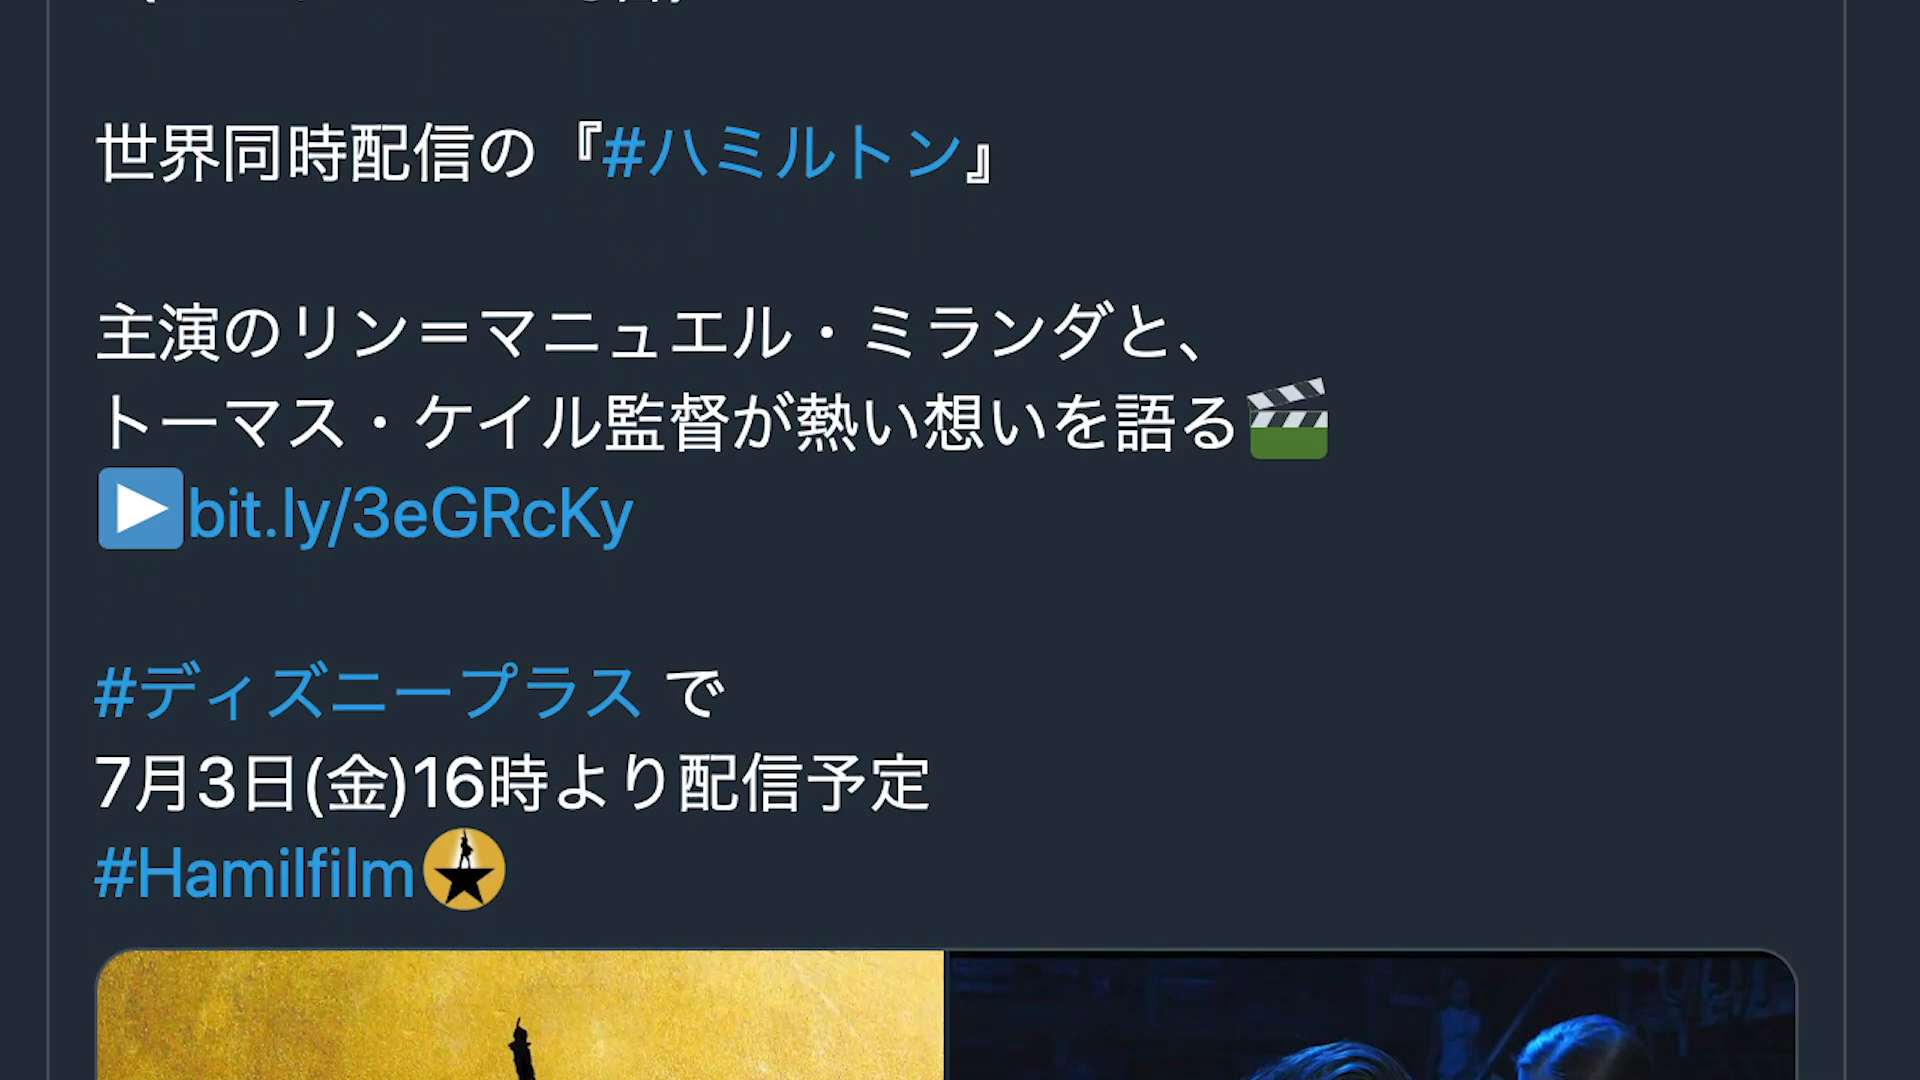 世界同時配信の『#ハミルトン』
主演のリン＝マニュエル・ミランダと、
トーマス・ケイル監督が熱い想いを語る
bit.ly/3eGRcKy
#ディズニープラス で
7月3日(金)16時より配信予定
#Hamilfilm